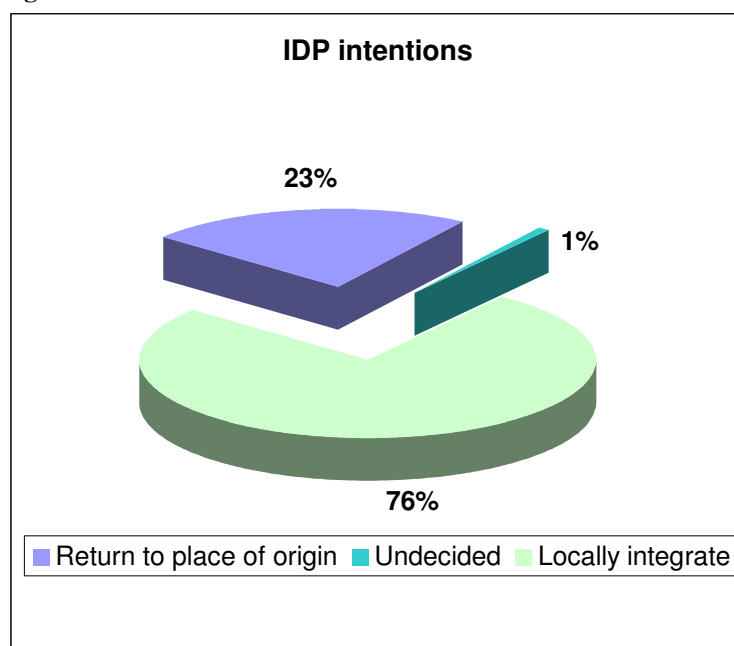 IDP intentions
23%
1%
76%
Return to place of origin Undecided Locally integrate